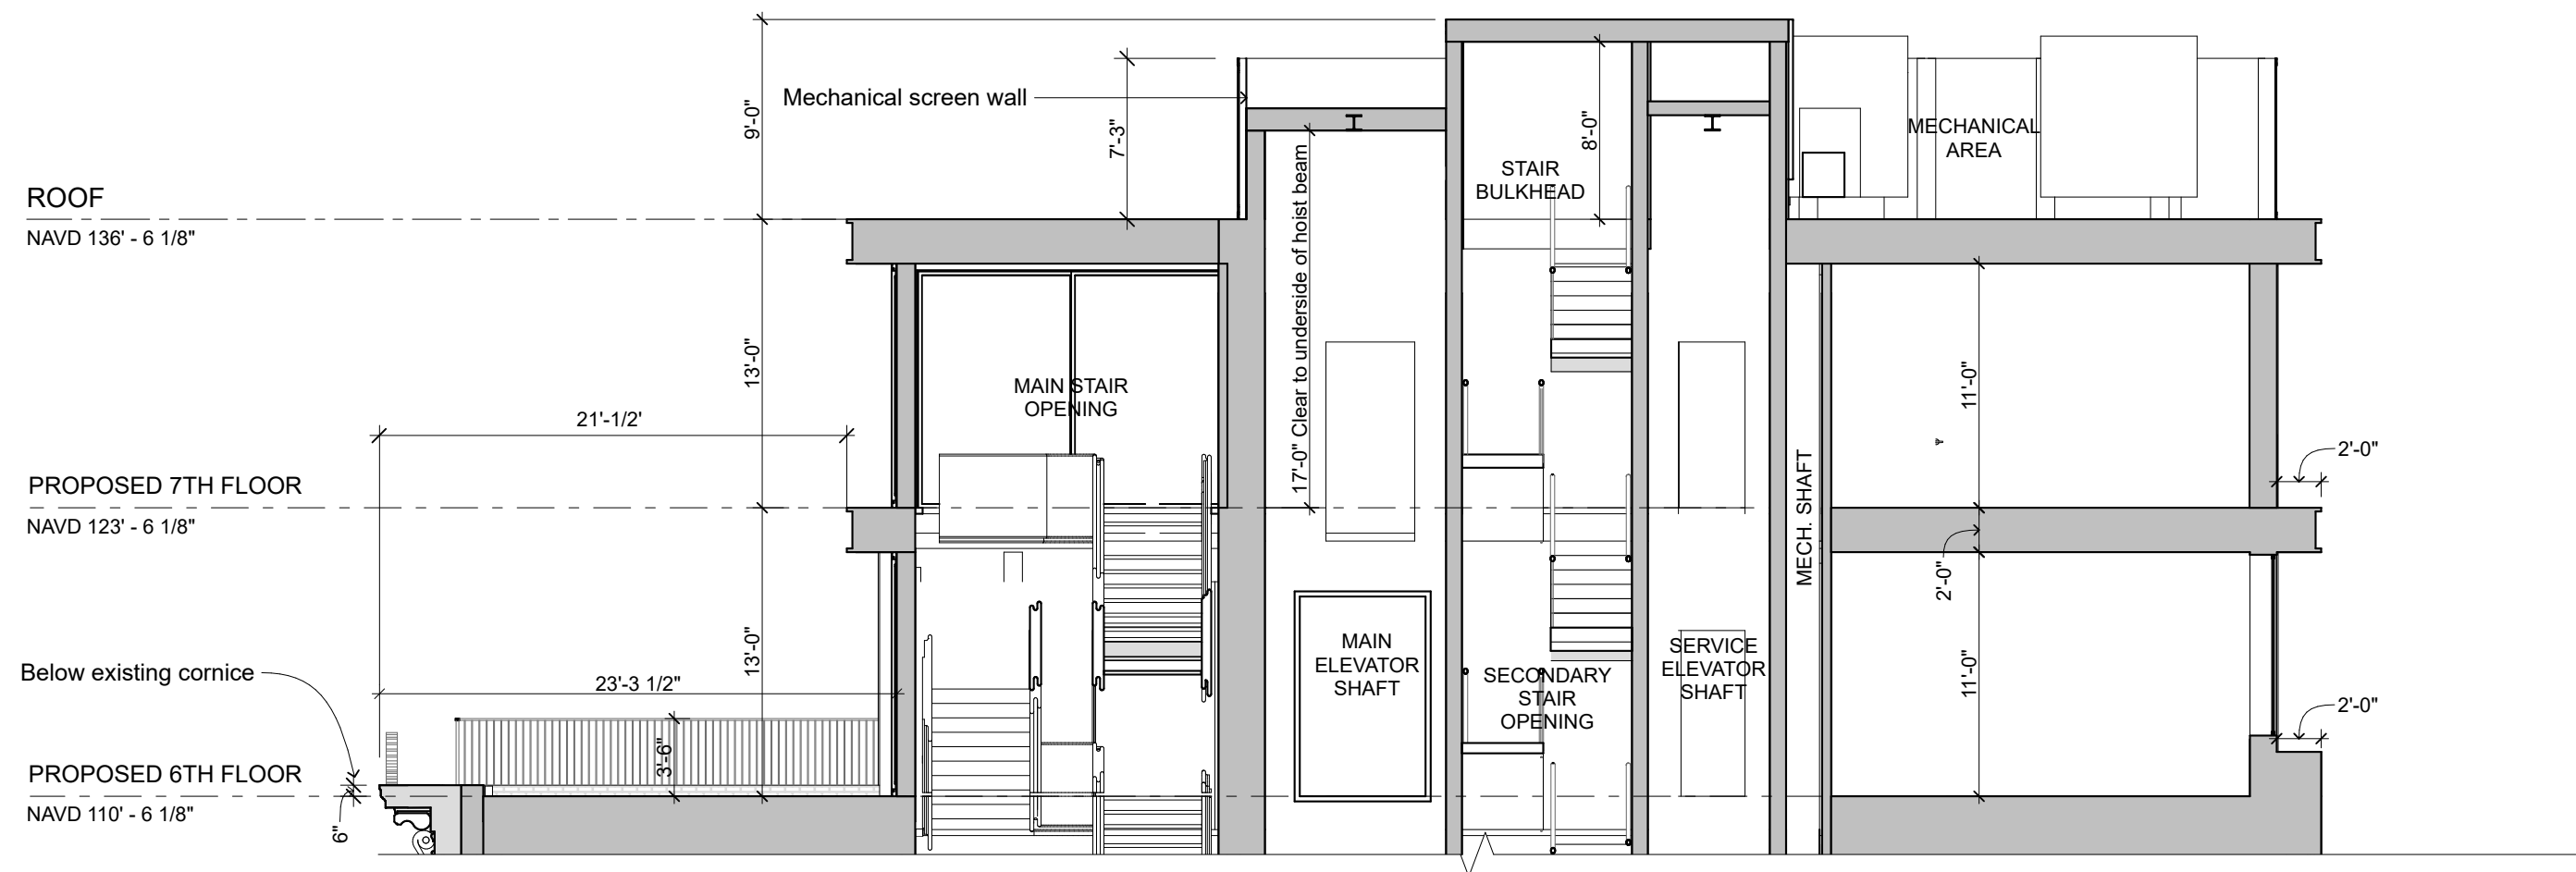 9'-0"
Mechanical screen wall
7'-3"
8'-0"
MECHANICAL
AREA
STAIR
BULKHEAD
ROOF
NAVD 136' - 6 1/8"
17'-0" Clear to underside of hoist beam
13'-0"
MAIN STAIR
OPENING
11'-0"
21'-1/2'
2'-0"
PROPOSED 7TH FLOOR
NAVD 123' - 6 1/8"
MECH. SHAFT
2'-0"
13'-0"
MAIN
ELEVATOR
SHAFT
SECONDARY
STAIR
OPENING
SERVICE
ELEVATOR
SHAFT
11'-0"
Below existing cornice
23'-3 1/2"
2'-0"
3'-6"
PROPOSED 6TH FLOOR
NAVD 110' - 6 1/8"
6"